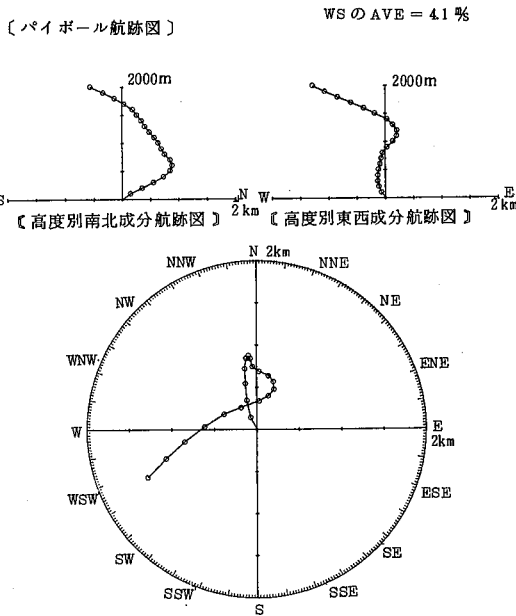 WS の AVE = 4.1 m/s
〔パイボール航跡図〕
2000m
2000m
S
N
2km
W
E
2km
〘高度別南北成分航跡図〙
〘高度別東西成分航跡図〙
N 2km
NNW
NNE
NW
NE
WNW
ENE
W
E
2km
WSW
ESE
SW
SE
SSW
SSE
S